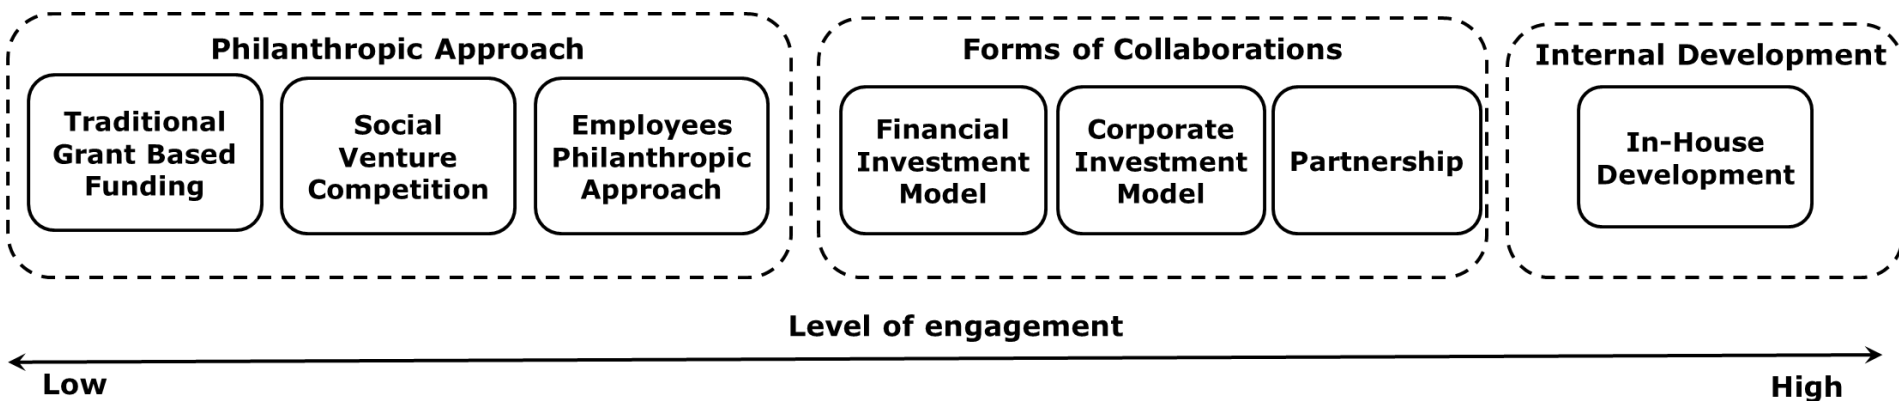 Philanthropic Approach
Traditional
Grant Based
Funding
Social
Venture
Competition
Employees
Philanthropic
Approach
Forms of Collaborations
Financial
Investment
Model
Corporate
Investment
Model
Partnership
Internal Development
In-House
Development
Level of engagement
Low
High